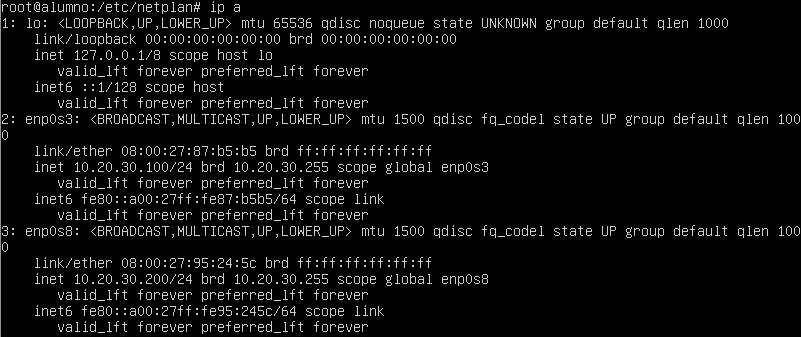 root@alumno:/etc/netplan# ip a
1: lo: <LOOPBACK,UP,LOWER_UP> mtu 65536 qdisc noqueue state UNKNOWN group default qlen 1000
    link/loopback 00:00:00:00:00:00 brd 00:00:00:00:00:00
    inet 127.0.0.1/8 scope host lo
       valid_lft forever preferred_lft forever
    inet6 ::1/128 scope host
       valid_lft forever preferred_lft forever
2: enp0s3: <BROADCAST,MULTICAST,UP,LOWER_UP> mtu 1500 qdisc fq_codel state UP group default qlen 100
0
    link/ether 08:00:27:87:b5:b5 brd ff:ff:ff:ff:ff:ff
    inet 10.20.30.100/24 brd 10.20.30.255 scope global enp0s3
       valid_lft forever preferred_lft forever
    inet6 fe80::a00:27ff:fe87:b5b5/64 scope link
       valid_lft forever preferred_lft forever
3: enp0s8: <BROADCAST,MULTICAST,UP,LOWER_UP> mtu 1500 qdisc fq_codel state UP group default qlen 100
0
    link/ether 08:00:27:95:24:5c brd ff:ff:ff:ff:ff:ff
    inet 10.20.30.200/24 brd 10.20.30.255 scope global enp0s8
       valid_lft forever preferred_lft forever
    inet6 fe80::a00:27ff:fe95:245c/64 scope link
       valid_lft forever preferred_lft forever